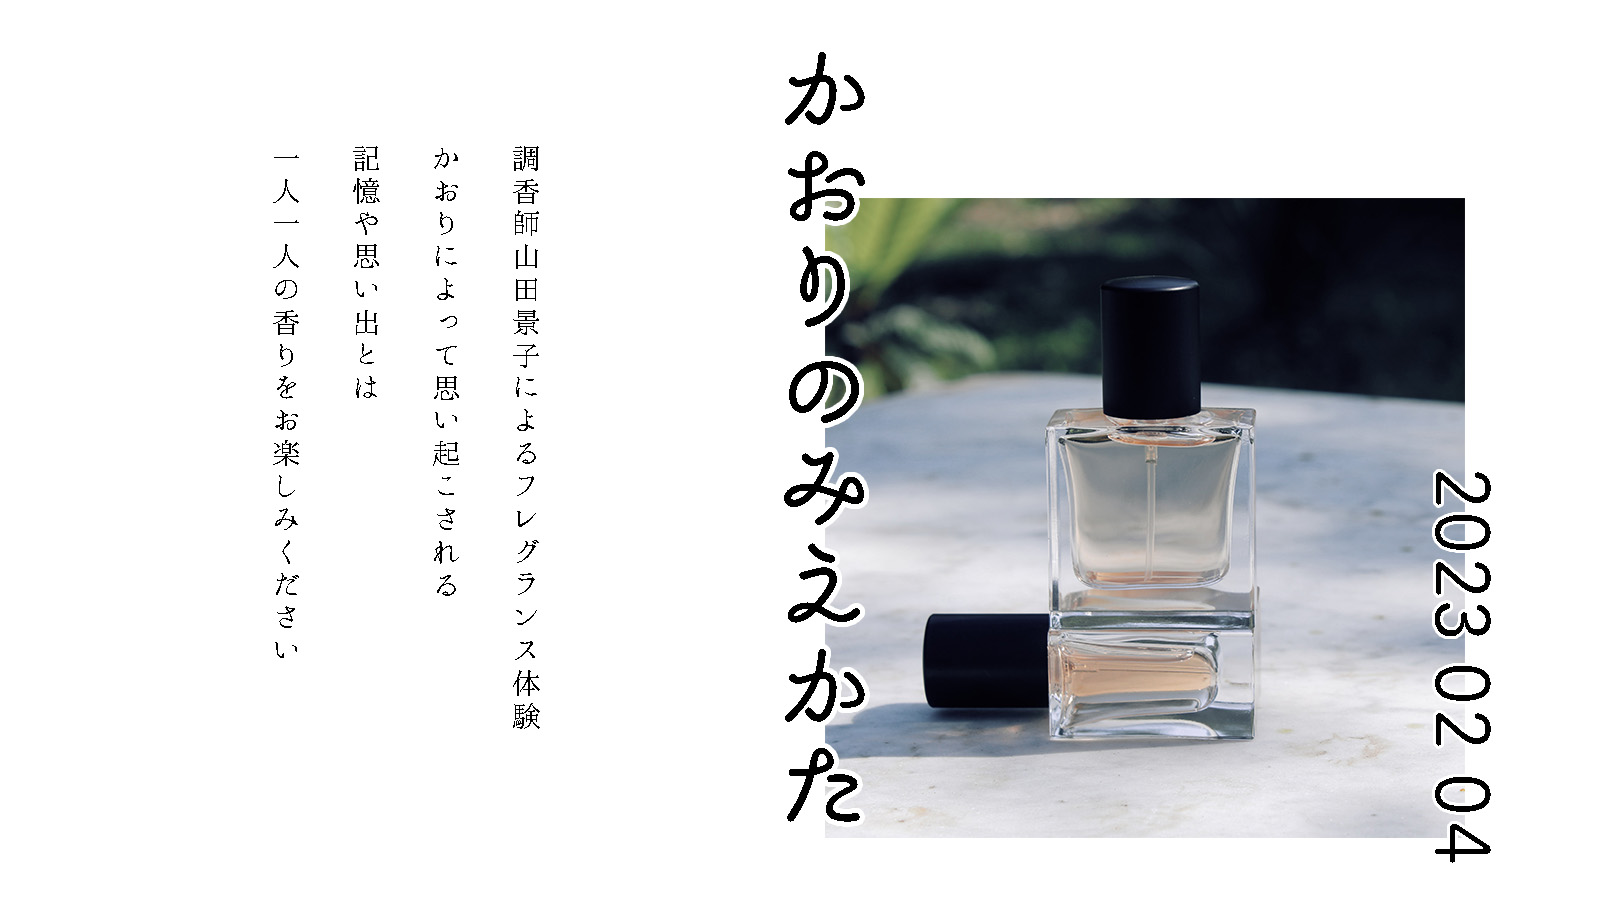 2023 02 04
かおりのみえかた
調香師山田景子によるフレグランス体験
かおりによって思い起こされる
記憶や思い出とは
一人一人の香りをお楽しみください